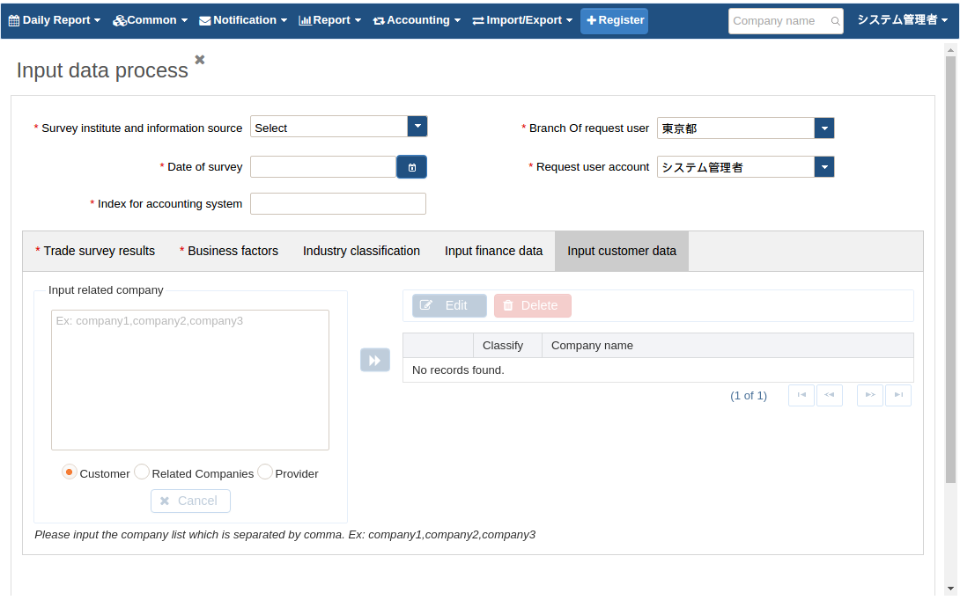 Daily Report Common Notification Report Accounting Import/Export Register Company name システム管理者
Input data process
* Survey institute and information source Select * Branch Of request user 東京都
* Date of survey * Request user account システム管理者
* Index for accounting system
* Trade survey results * Business factors Industry classification Input finance data Input customer data
Input related company
Edit Delete
Ex: company1,company2,company3
Classify Company name
No records found.
(1 of 1)
Customer Related Companies Provider
Cancel
Please input the company list which is separated by comma. Ex: company1,company2,company3